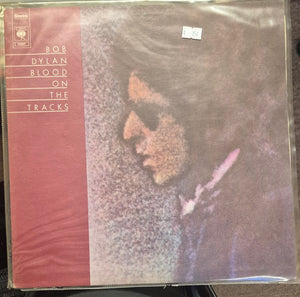 BOB
DYLAN
BLOOD
ON
THE
TRACKS